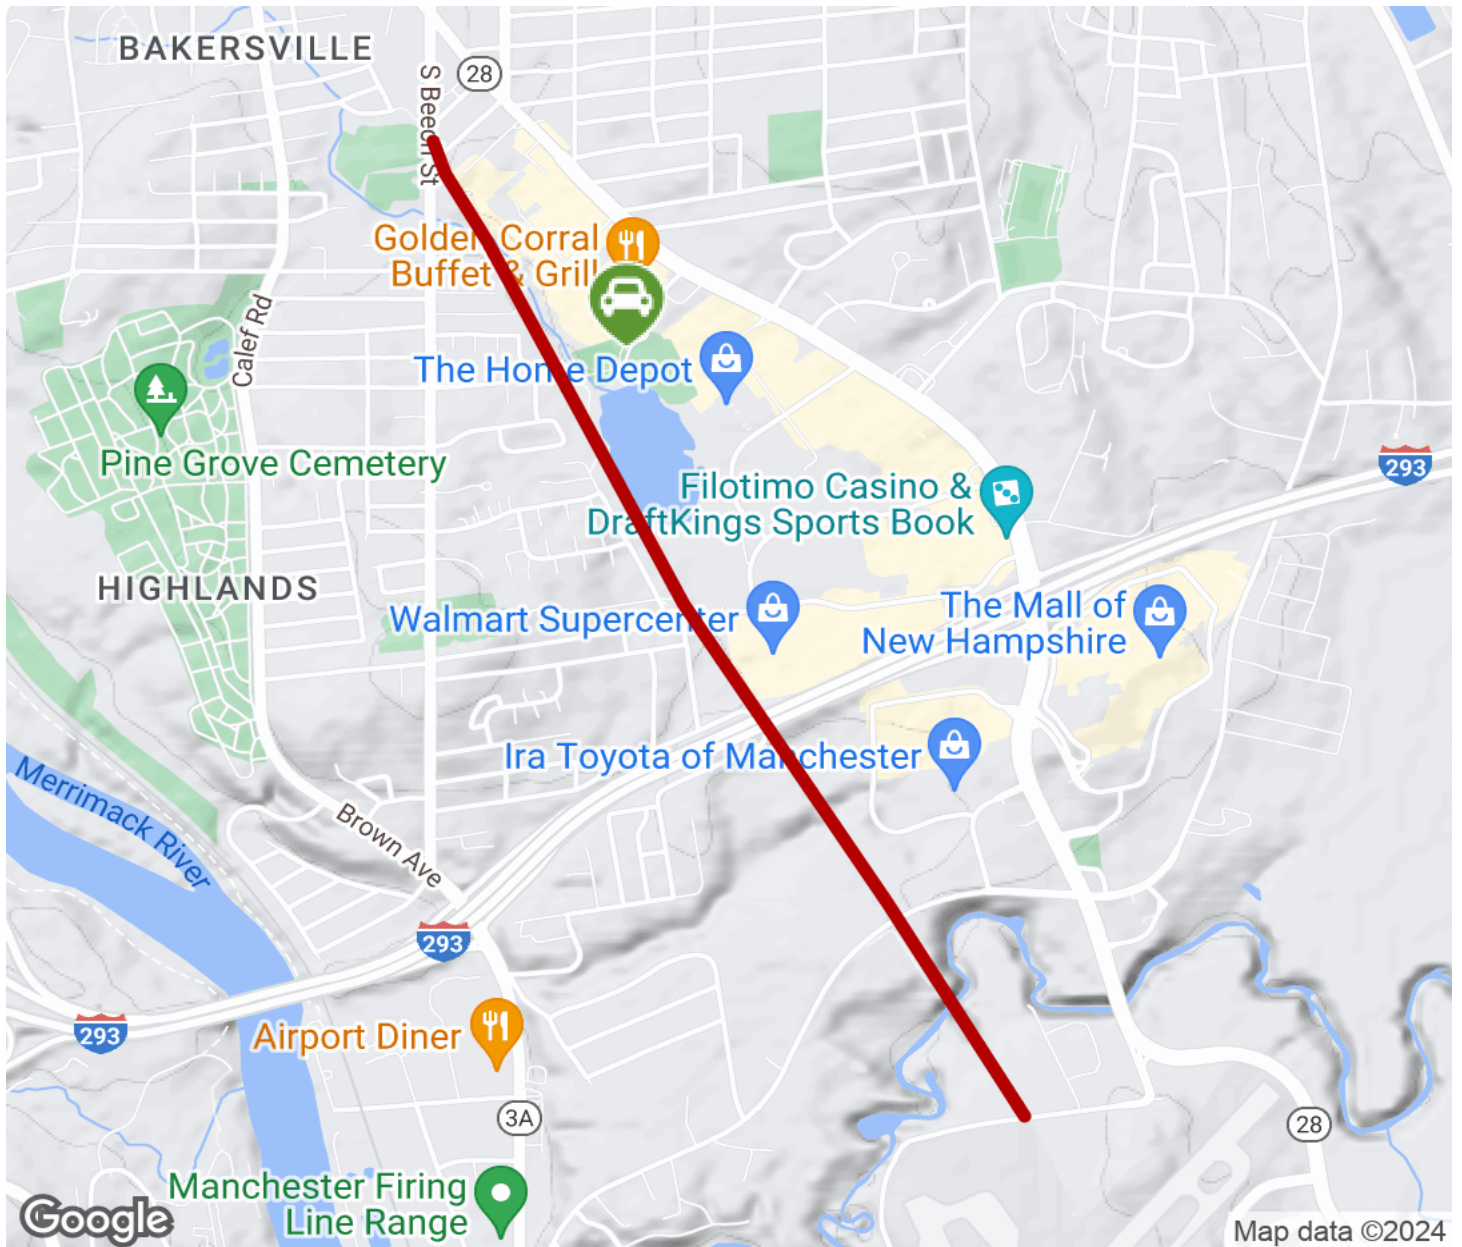 BAKERSVILLE
28
S Beech St
Golden Corral
Buffet & Grill
The Home Depot
Calef Rd
Pine Grove Cemetery
293
Filotimo Casino &
DraftKings Sports Book
HIGHLANDS
Walmart Supercenter
The Mall of
New Hampshire
Ira Toyota of Manchester
Merrimack River
Brown Ave
293
293
Airport Diner
3A
28
Manchester Firing
Line Range
Google
Map data ©2024